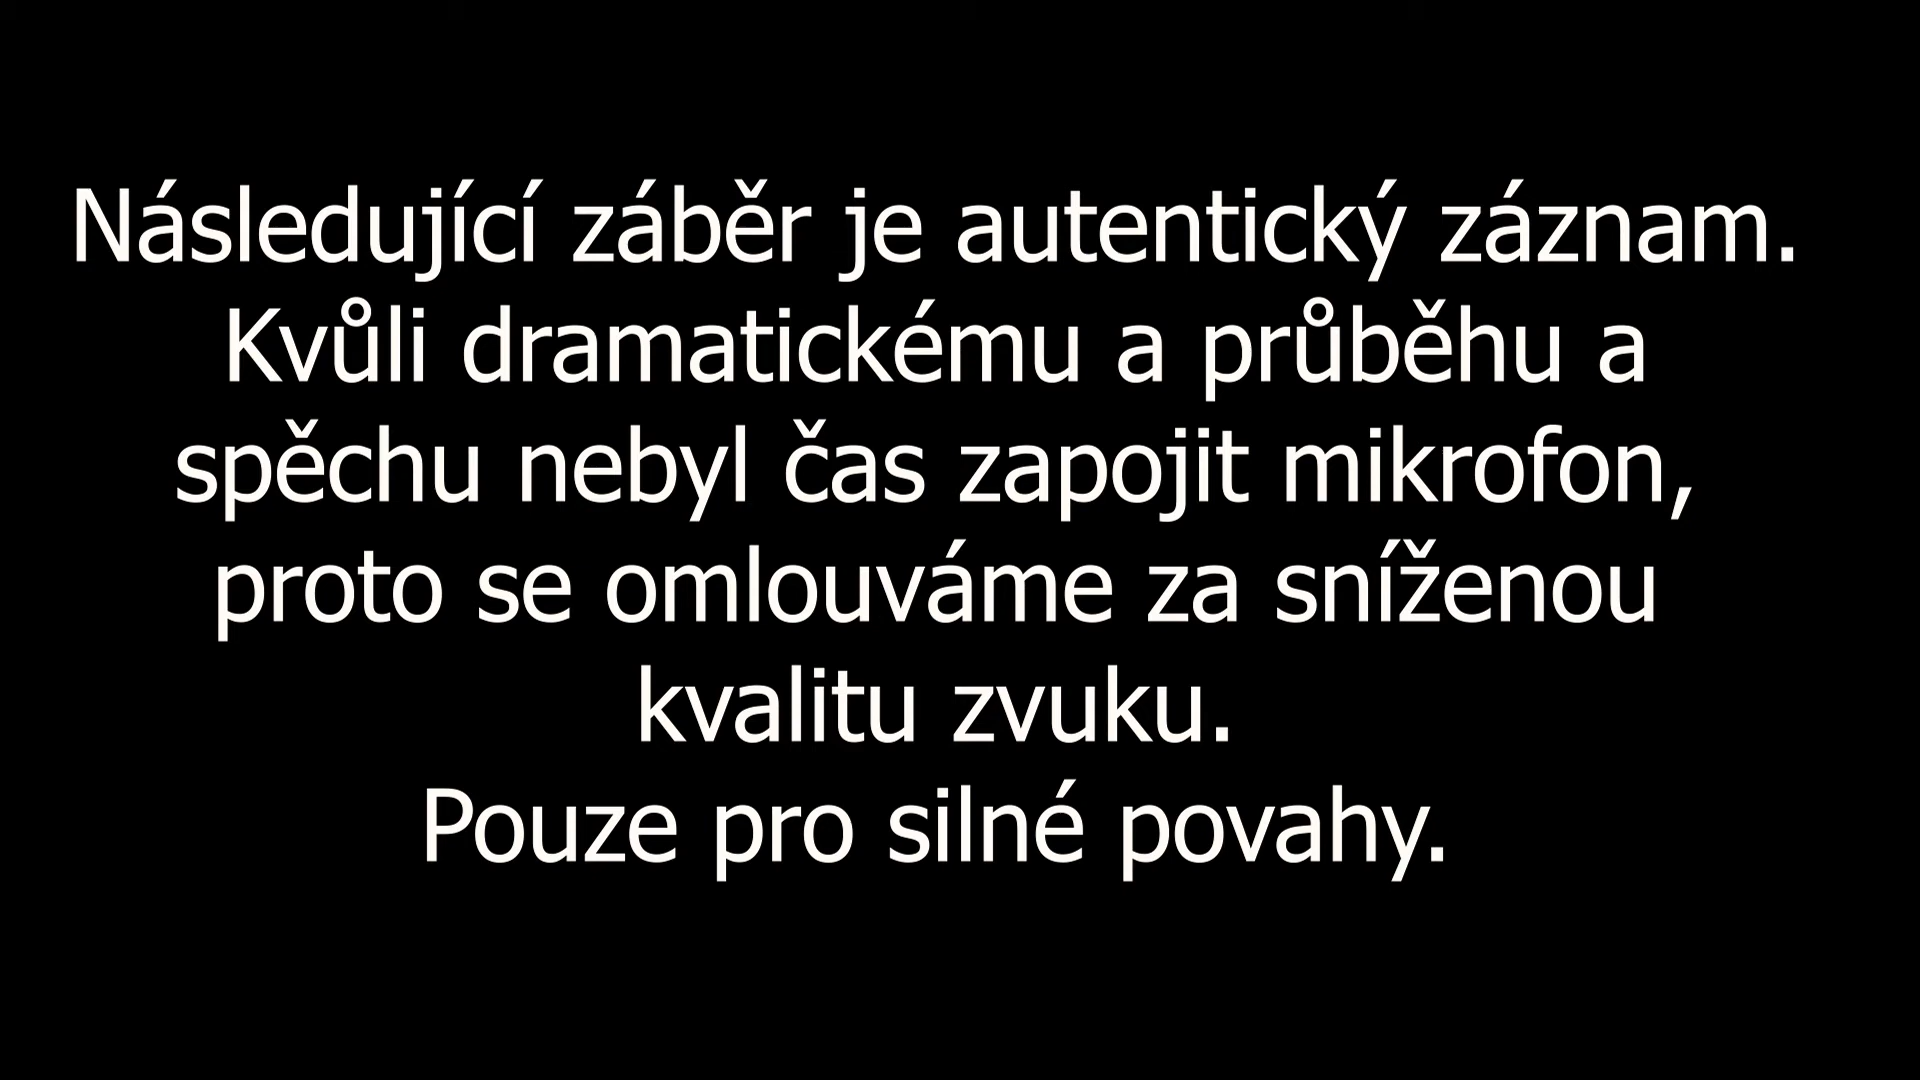 Následující záběr je autentický záznam.
Kvůli dramatickému a průběhu a
spěchu nebyl čas zapojit mikrofon,
proto se omlouváme za sníženou
kvalitu zvuku.
Pouze pro silné povahy.